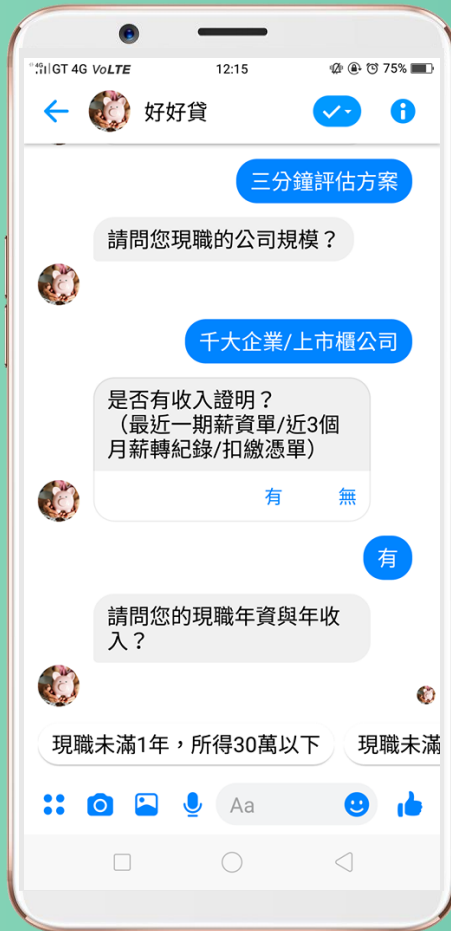 4G GT 4G VoLTE 12:15 75%
好好貸
三分鐘評估方案
請問您現職的公司規模？
千大企業/上市櫃公司
是否有收入證明？
（最近一期薪資單/近3個
月薪轉紀錄/扣繳憑單）
有 無
有
請問您的現職年資與年收
入？
現職未滿1年，所得30萬以下 現職未滿
Aa